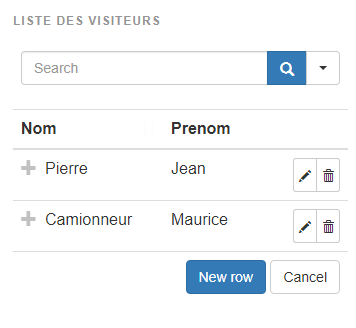 LISTE DES VISITEURS
Search
Nom Prenom
Pierre Jean
Camionneur Maurice
New row Cancel